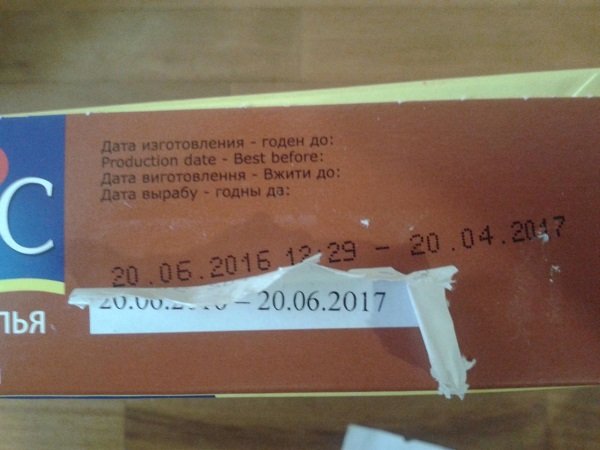 Дата изготовления - годен до:
Production date - Best before:
Дата виготовлення - Вжити до:
Дата вырабу - годны да:
С
20.06.2016 12:29 - 20.04.2017
20.06.2016 – 20.06.2017
ЛЬЯ